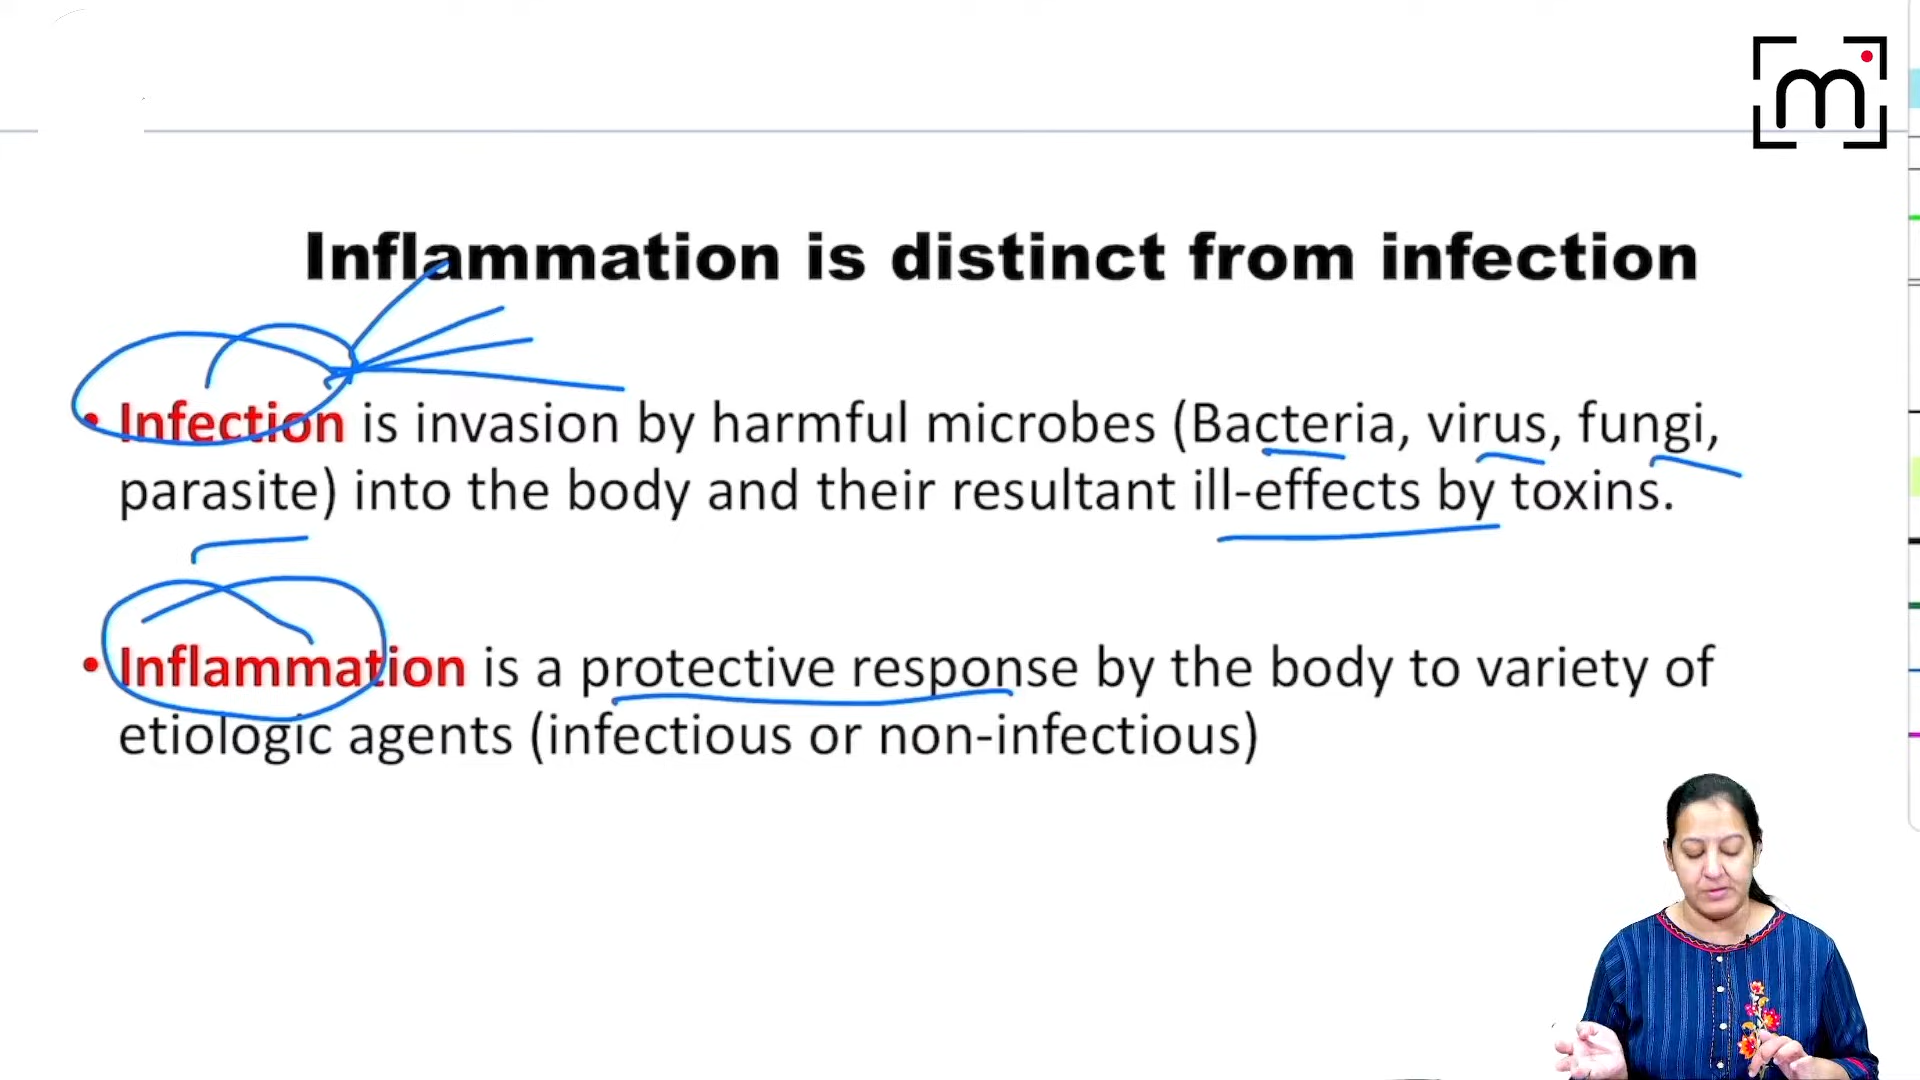 m
Inflammation is distinct from infection
• Infection is invasion by harmful microbes (Bacteria, virus, fungi,
parasite) into the body and their resultant ill-effects by toxins.
• Inflammation is a protective response by the body to variety of
etiologic agents (infectious or non-infectious)